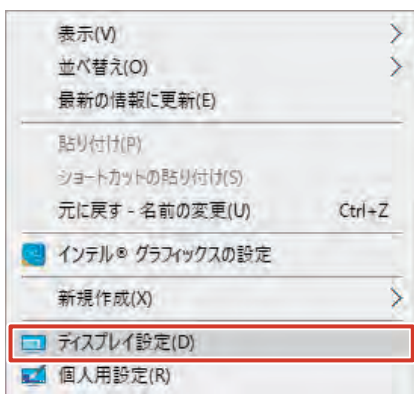 表示(V)
並べ替え(O)
最新の情報に更新(E)
貼り付け(P)
ショートカットの貼り付け(S)
元に戻す - 名前の変更(U) Ctrl+Z
インテル® グラフィックスの設定
新規作成(X)
ディスプレイ設定(D)
個人用設定(R)